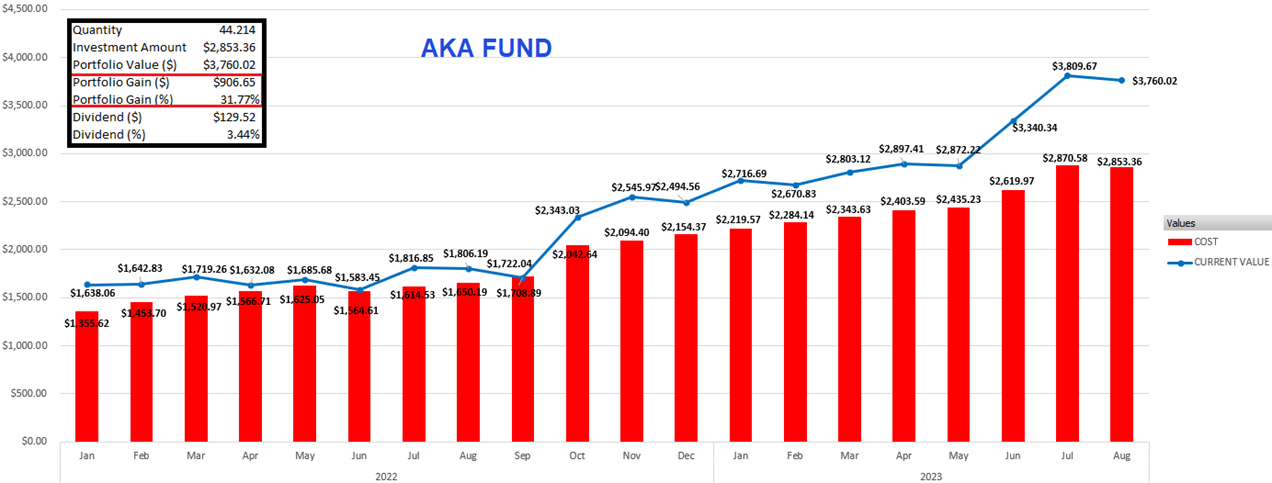 AKA FUND
Quantity 44.214
Investment Amount $2,853.36
Portfolio Value ($) $3,760.02
Portfolio Gain ($) $906.65
Portfolio Gain (%) 31.77%
Dividend ($) $129.52
Dividend (%) 3.44%
$4,500.00
$4,000.00
$3,500.00
$3,000.00
$2,500.00
$2,000.00
$1,500.00
$1,000.00
$500.00
$0.00
$1,638.06 $1,642.83 $1,719.26 $1,632.08 $1,685.68 $1,583.45 $1,816.85 $1,806.19 $1,722.04 $2,343.03 $2,545.97 $2,494.56 $2,716.69 $2,670.83 $2,803.12 $2,897.41 $2,872.22 $3,340.34 $3,809.67 $3,760.02
$1,355.62 $1,453.70 $1,520.97 $1,566.71 $1,625.05 $1,564.61 $1,614.53 $1,650.19 $1,708.89 $2,042.64 $2,094.40 $2,154.37 $2,219.57 $2,284.14 $2,343.63 $2,403.59 $2,435.23 $2,619.97 $2,870.58 $2,853.36
Jan Feb Mar Apr May Jun Jul Aug Sep Oct Nov Dec Jan Feb Mar Apr May Jun Jul Aug
2022 2023
Values
COST
CURRENT VALUE